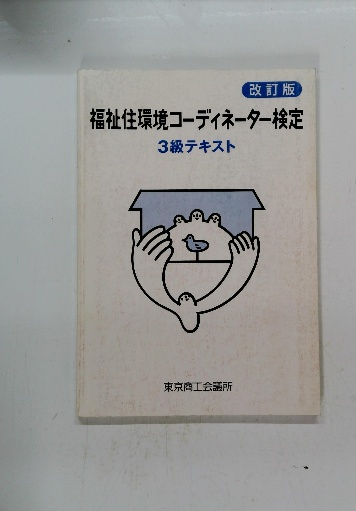 改訂版
福祉住環境コーディネーター検定
3級テキスト
東京商工会議所